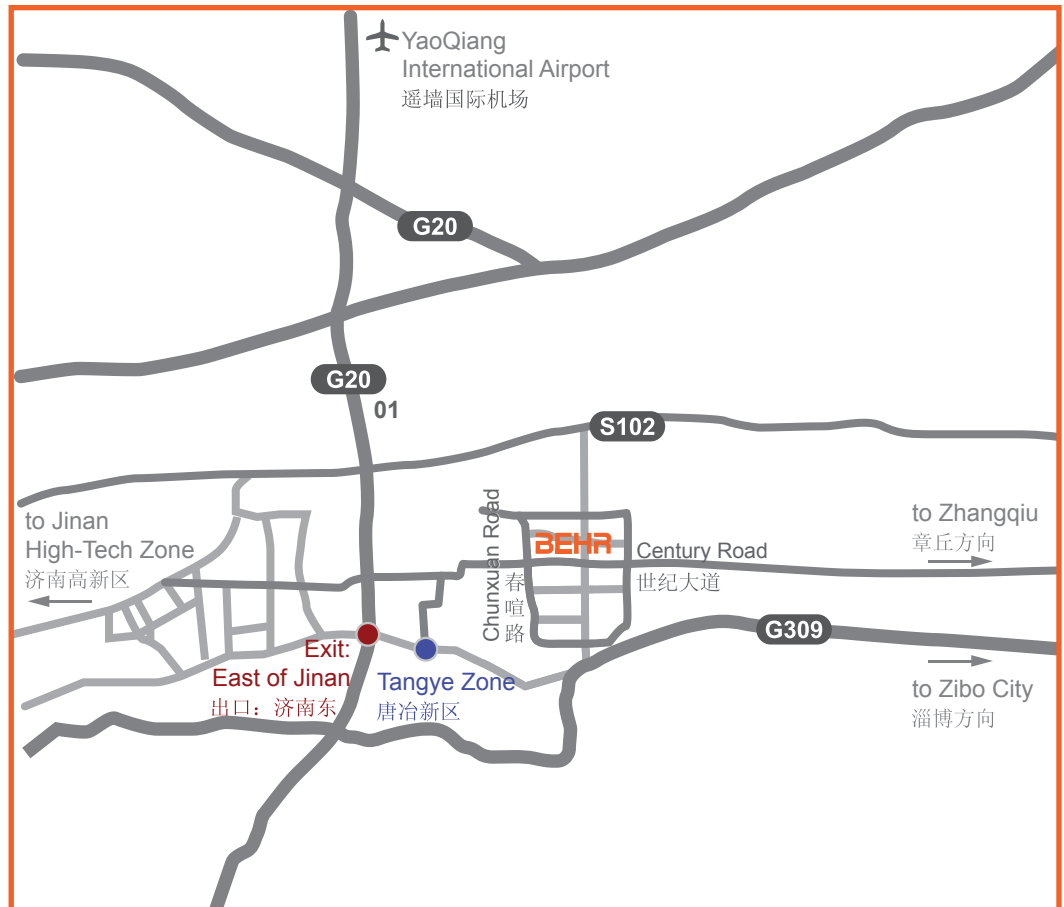 YaoQiang
International Airport
遥墙国际机场
G20
G20
01
S102
to Jinan
High-Tech Zone
济南高新区
Chunxuan Road
春喧路
BEHR
Century Road
世纪大道
to Zhangqiu
章丘方向
G309
Exit:
East of Jinan
出口：济南东
Tangye Zone
唐冶新区
to Zibo City
淄博方向